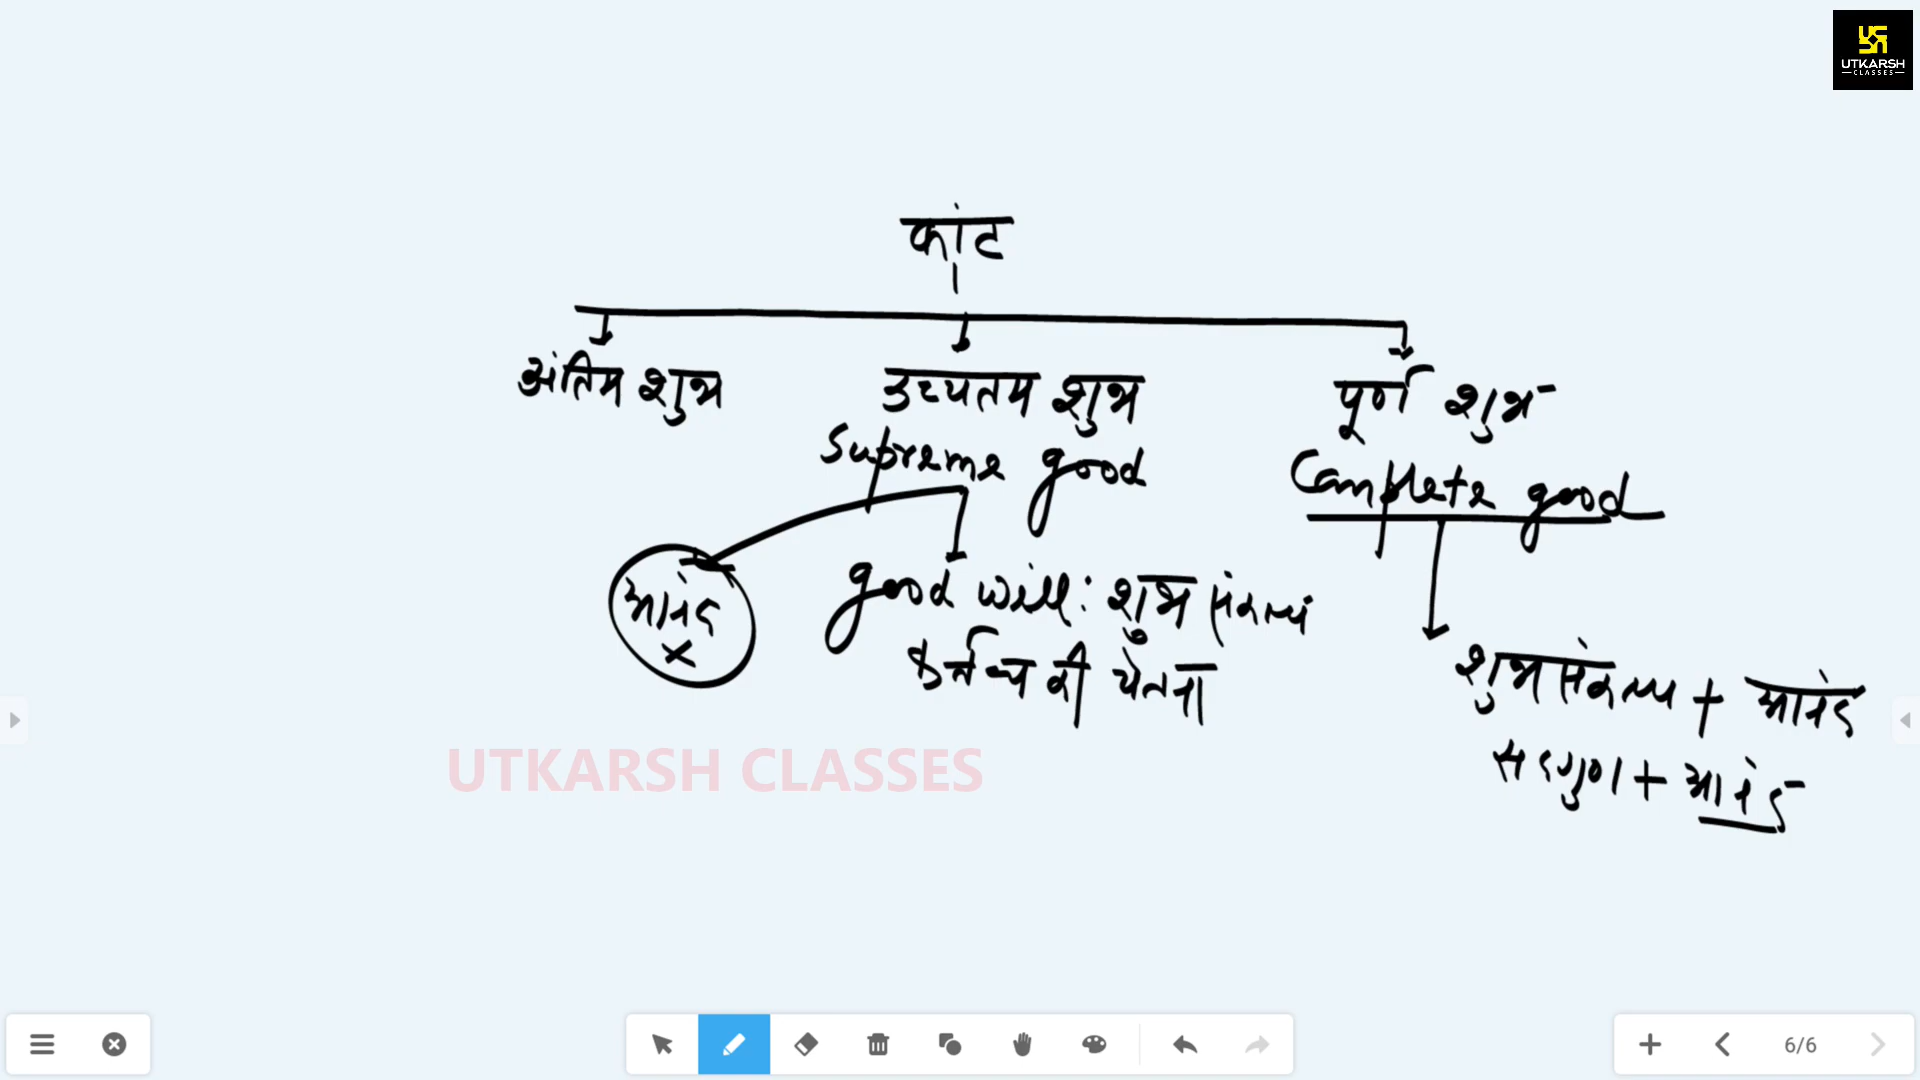 UTKARSH
CLASSES
कांट
अंतिम शुभ
उच्चतम शुभ
पूर्ण शुभ
Supreme good
Complete good
आनंद
×
good will: शुभ संकल्प
कर्तव्य की चेतना
शुभ संकल्प + आनंद
सद्गुण + आनंद
UTKARSH CLASSES
6/6